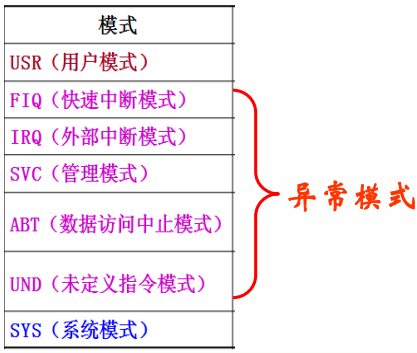 模式
USR（用户模式）
FIQ（快速中断模式）
IRQ（外部中断模式）
SVC（管理模式）
ABT（数据访问中止模式）
UND（未定义指令模式）
SYS（系统模式）
异常模式